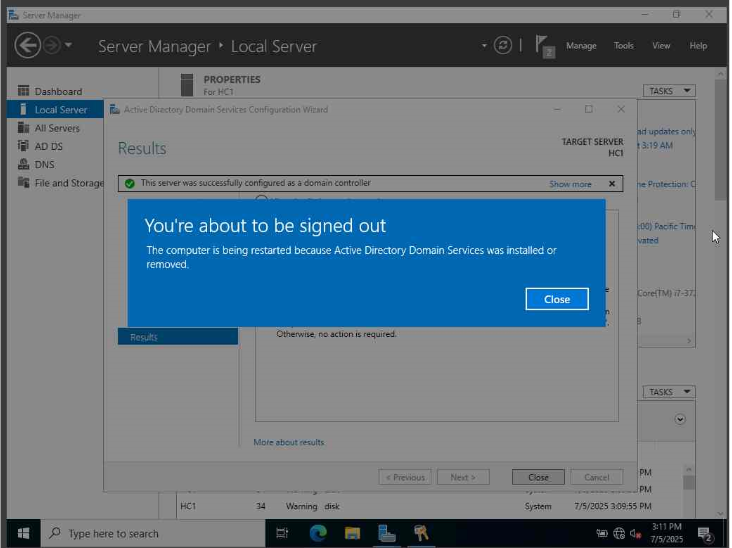 Server Manager
Server Manager • Local Server
2
Manage
Tools
View
Help
Dashboard
Local Server
All Servers
AD DS
DNS
File and Storage
PROPERTIES
For HC1
TASKS
Active Directory Domain Services Configuration Wizard
Results
TARGET SERVER
HC1
This server was successfully configured as a domain controller
Show more
ad updates only
t 3:19 AM
e Protection: C
:00) Pacific Time
vated
Core(TM) i7-37
You're about to be signed out
The computer is being restarted because Active Directory Domain Services was installed or
removed.
Close
Results
Otherwise, no action is required.
More about results
TASKS
< Previous
Next >
Close
Cancel
PM
PM
HC1
34
Warning
disk
System
7/5/2025 3:09:55 PM
Type here to search
3:11 PM
7/5/2025
2